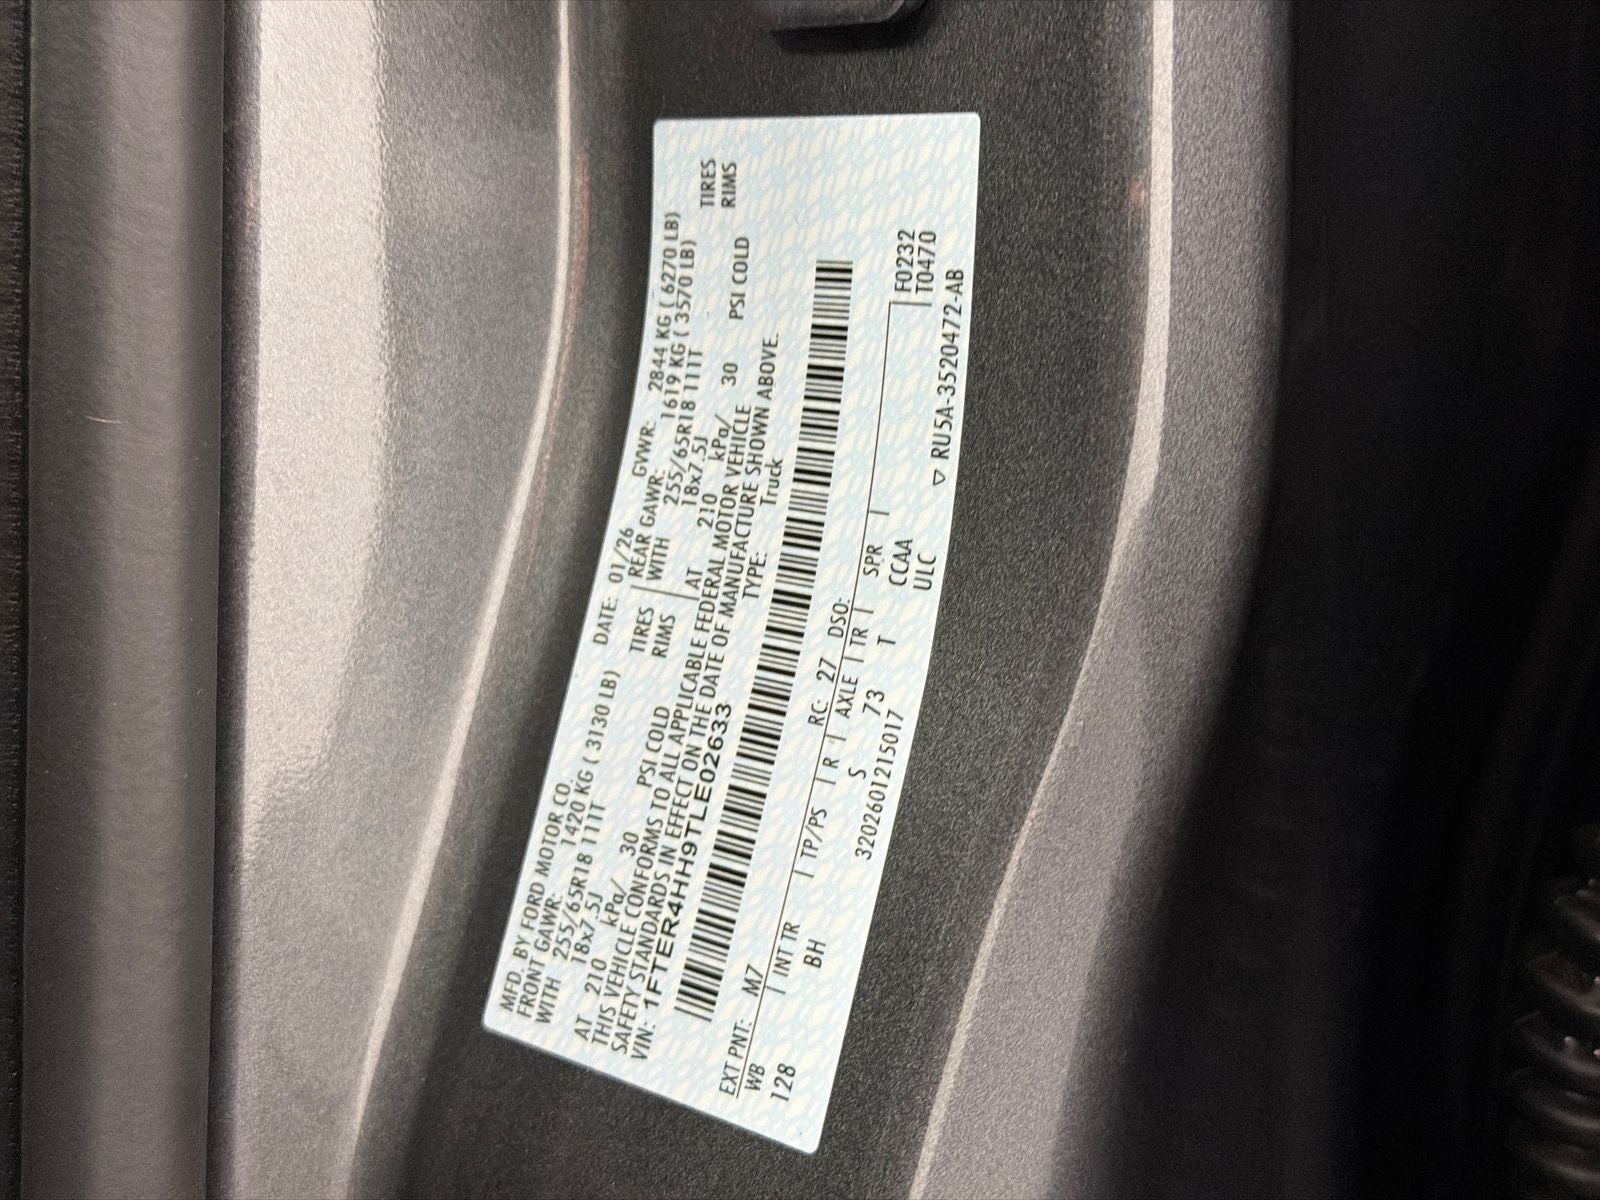 MFD. BY FORD MOTOR CO.
DATE: 01/26 GVWR: 2844 KG ( 6270 LB)
FRONT GAWR: 1420 KG ( 3130 LB) REAR GAWR: 1619 KG ( 3570 LB)
WITH 255/65R18 111T TIRES WITH 255/65R18 111T TIRES
18x7.5J RIMS 18x7.5J RIMS
AT 210 kPa/ 30 PSI COLD AT 210 kPa/ 30 PSI COLD
THIS VEHICLE CONFORMS TO ALL APPLICABLE FEDERAL MOTOR VEHICLE
SAFETY STANDARDS IN EFFECT ON THE DATE OF MANUFACTURE SHOWN ABOVE.
VIN: 1FTER4HH9TLE02633 TYPE: Truck
EXT PNT: M7 RC: 27 DSO:
WB INT TR TP/PS R AXLE TR SPR F0232
128 BH S 73 T CCAA T0470
3202601215017 ULC ▽ RU5A-3520472-AB